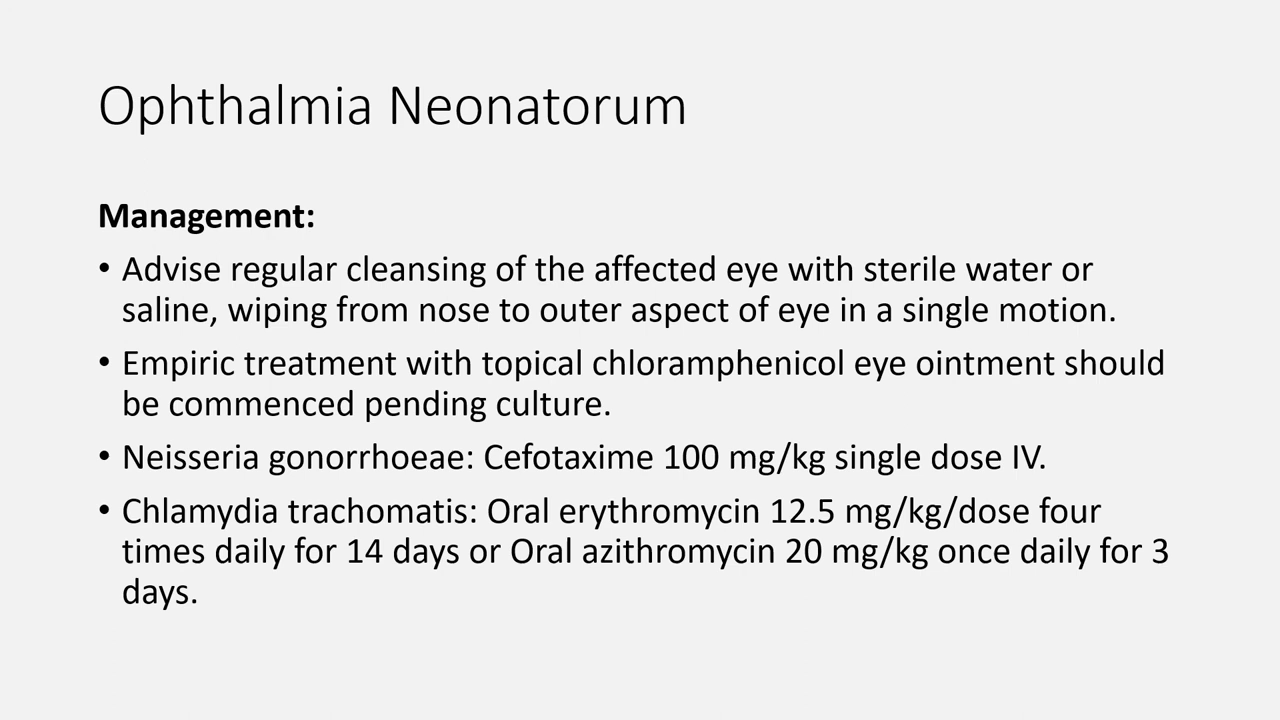 Ophthalmia Neonatorum
Management:
• Advise regular cleansing of the affected eye with sterile water or
saline, wiping from nose to outer aspect of eye in a single motion.
• Empiric treatment with topical chloramphenicol eye ointment should
be commenced pending culture.
• Neisseria gonorrhoeae: Cefotaxime 100 mg/kg single dose IV.
• Chlamydia trachomatis: Oral erythromycin 12.5 mg/kg/dose four
times daily for 14 days or Oral azithromycin 20 mg/kg once daily for 3
days.